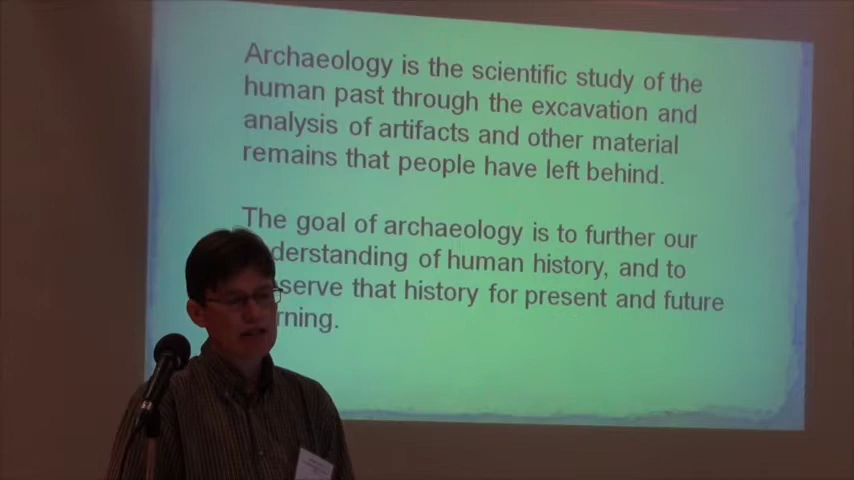 Archaeology is the scientific study of the
human past through the excavation and
analysis of artifacts and other material
remains that people have left behind.
The goal of archaeology is to further our
derstanding of human history, and to
serve that history for present and future
rning.